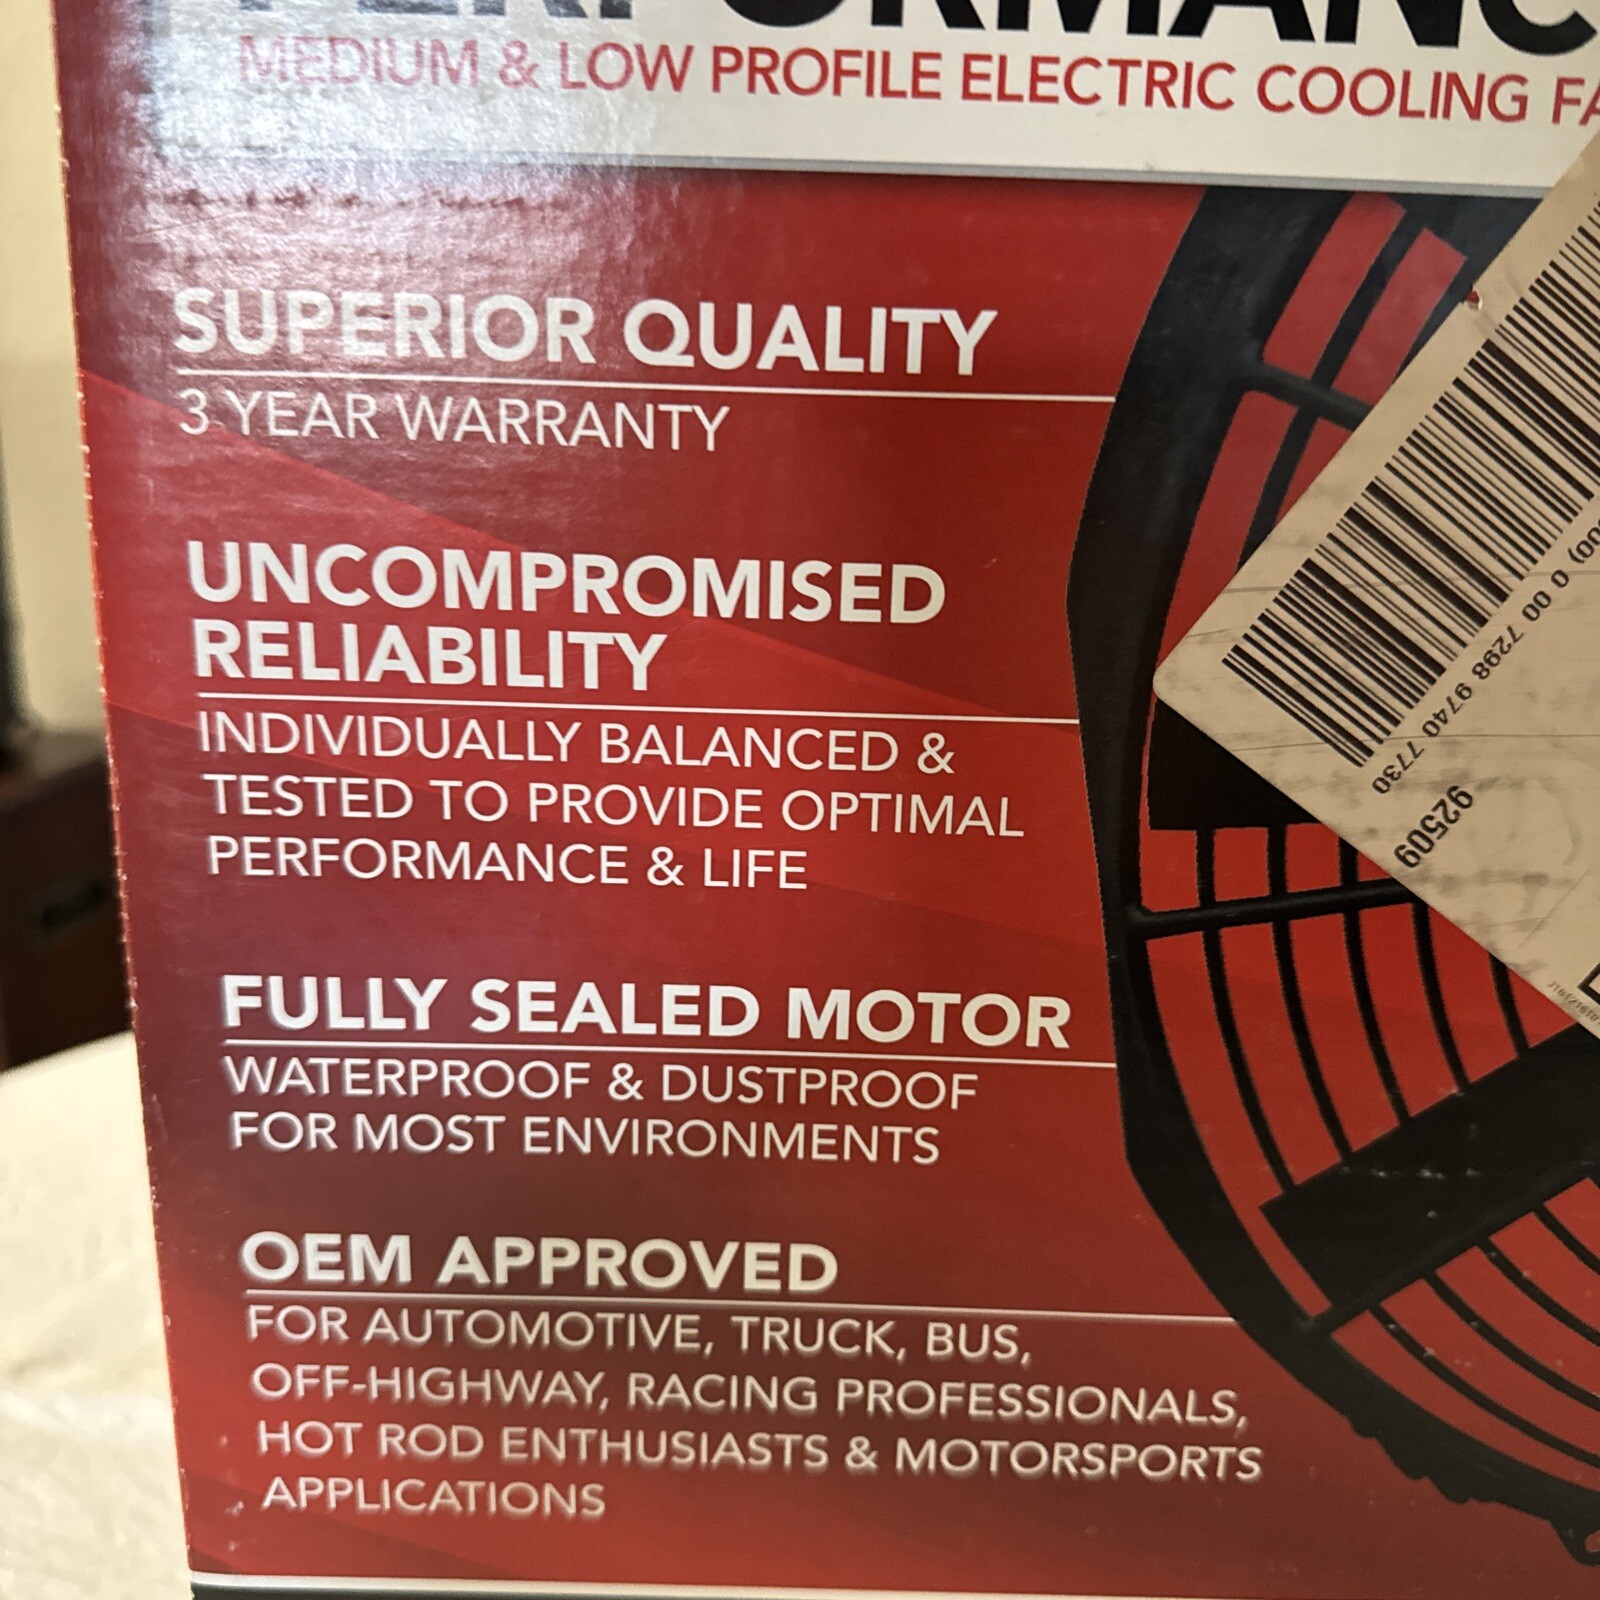 MEDIUM & LOW PROFILE ELECTRIC COOLING
SUPERIOR QUALITY
3 YEAR WARRANTY
UNCOMPROMISED
RELIABILITY
INDIVIDUALLY BALANCED &
TESTED TO PROVIDE OPTIMAL
PERFORMANCE & LIFE
FULLY SEALED MOTOR
WATERPROOF & DUSTPROOF
FOR MOST ENVIRONMENTS
OEM APPROVED
FOR AUTOMOTIVE, TRUCK, BUS,
OFF-HIGHWAY, RACING PROFESSIONALS,
HOT ROD ENTHUSIASTS & MOTORSPORTS
APPLICATIONS
0 00 7298 9740 7730
92509